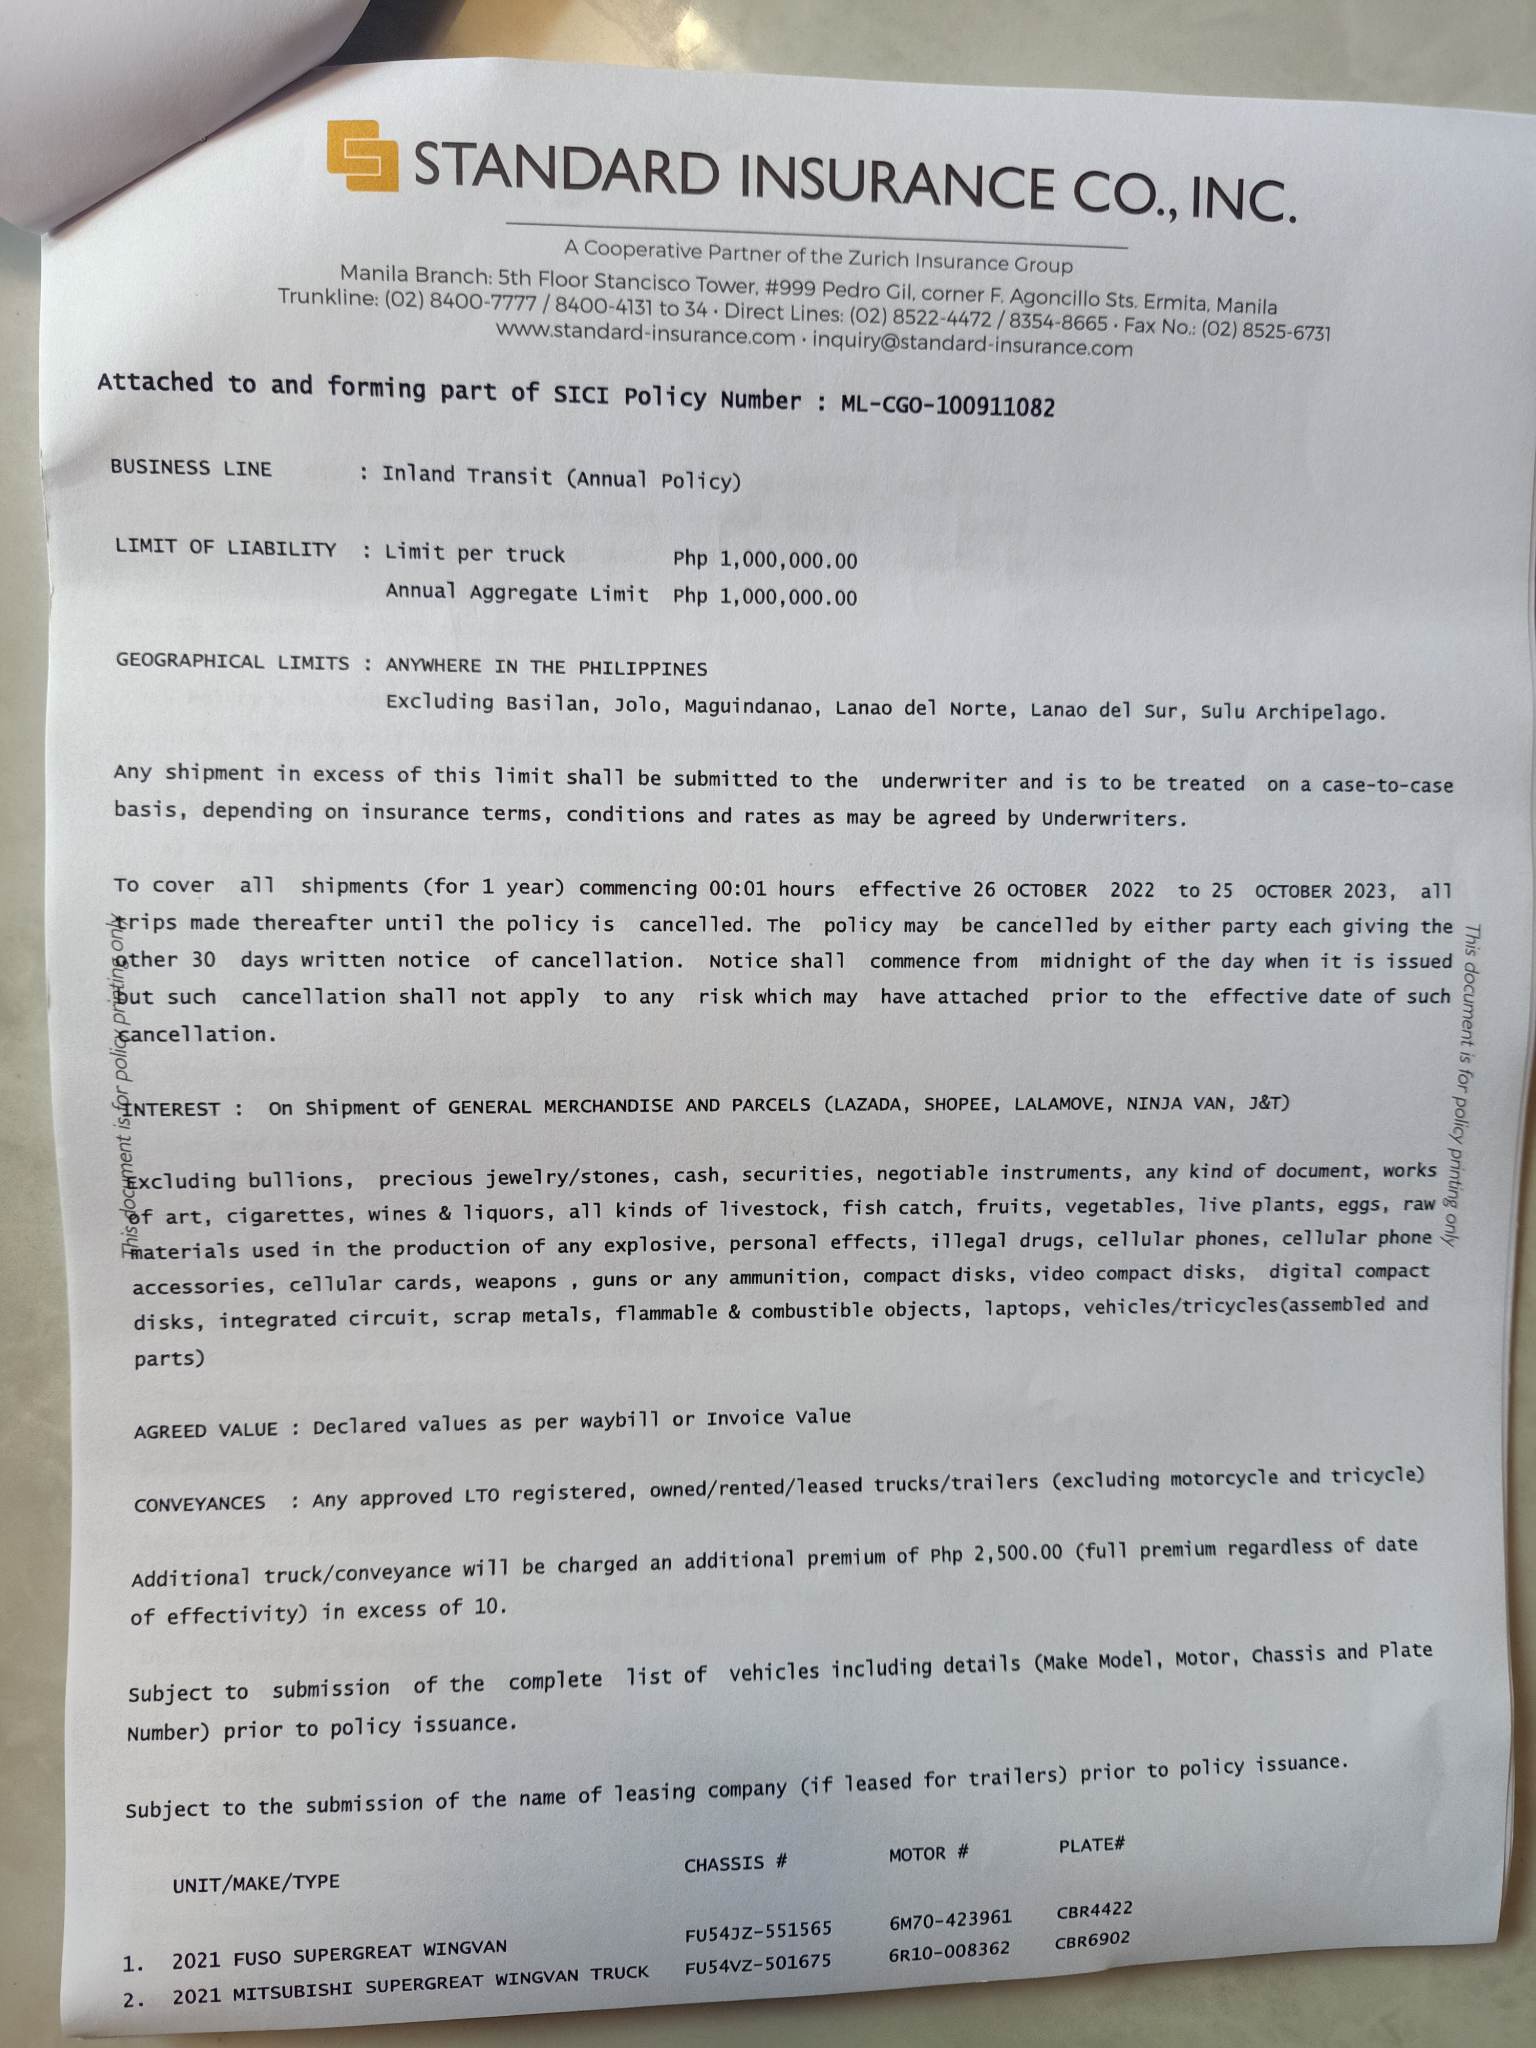 STANDARD INSURANCE CO., INC.
A Cooperative Partner of the Zurich Insurance Group
Manila Branch: 5th Floor Stancisco Tower, #999 Pedro Gil, corner F. Agoncillo Sts. Ermita, Manila
Trunkline: (02) 8400-7777 / 8400-4131 to 34 · Direct Lines: (02) 8522-4472 / 8354-8665 · Fax No.: (02) 8525-6731
www.standard-insurance.com · inquiry@standard-insurance.com
Attached to and forming part of SICI Policy Number : ML-CGO-100911082
BUSINESS LINE : Inland Transit (Annual Policy)
LIMIT OF LIABILITY : Limit per truck Php 1,000,000.00
Annual Aggregate Limit Php 1,000,000.00
GEOGRAPHICAL LIMITS : ANYWHERE IN THE PHILIPPINES
Excluding Basilan, Jolo, Maguindanao, Lanao del Norte, Lanao del Sur, Sulu Archipelago.
Any shipment in excess of this limit shall be submitted to the underwriter and is to be treated on a case-to-case
basis, depending on insurance terms, conditions and rates as may be agreed by Underwriters.
To cover all shipments (for 1 year) commencing 00:01 hours effective 26 OCTOBER 2022 to 25 OCTOBER 2023, all
trips made thereafter until the policy is cancelled. The policy may be cancelled by either party each giving the
other 30 days written notice of cancellation. Notice shall commence from midnight of the day when it is issued
but such cancellation shall not apply to any risk which may have attached prior to the effective date of such
cancellation.
INTEREST : On Shipment of GENERAL MERCHANDISE AND PARCELS (LAZADA, SHOPEE, LALAMOVE, NINJA VAN, J&T)
Excluding bullions, precious jewelry/stones, cash, securities, negotiable instruments, any kind of document, works
of art, cigarettes, wines & liquors, all kinds of livestock, fish catch, fruits, vegetables, live plants, eggs, raw
materials used in the production of any explosive, personal effects, illegal drugs, cellular phones, cellular phone
accessories, cellular cards, weapons , guns or any ammunition, compact disks, video compact disks, digital compact
disks, integrated circuit, scrap metals, flammable & combustible objects, laptops, vehicles/tricycles(assembled and
parts)
AGREED VALUE : Declared values as per waybill or Invoice Value
CONVEYANCES : Any approved LTO registered, owned/rented/leased trucks/trailers (excluding motorcycle and tricycle)
Additional truck/conveyance will be charged an additional premium of Php 2,500.00 (full premium regardless of date
of effectivity) in excess of 10.
Subject to submission of the complete list of vehicles including details (Make Model, Motor, Chassis and Plate
Number) prior to policy issuance.
Subject to the submission of the name of leasing company (if leased for trailers) prior to policy issuance.
UNIT/MAKE/TYPE CHASSIS # MOTOR # PLATE#
1. 2021 FUSO SUPERGREAT WINGVAN FU54JZ-551565 6M70-423961 CBR4422
2. 2021 MITSUBISHI SUPERGREAT WINGVAN TRUCK FU54VZ-501675 6R10-008362 CBR6902
This document is for policy printing only
This document is for policy printing only